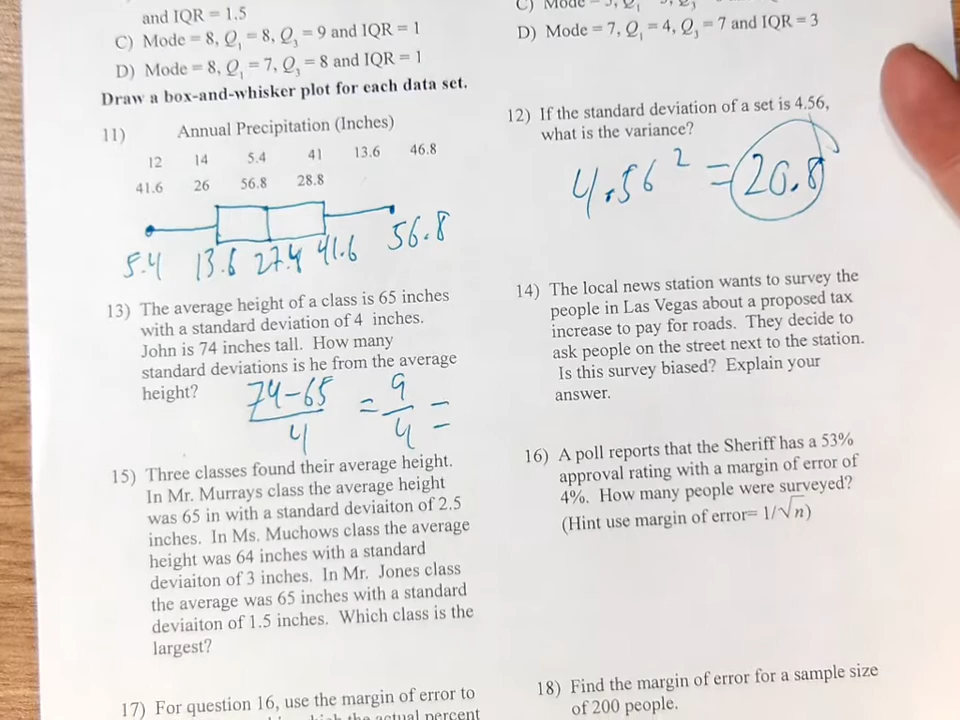 and IQR = 1.5
C) Mode = 8, Q₁ = 8, Q₃ = 9 and IQR = 1
D) Mode = 8, Q₁ = 7, Q₃ = 8 and IQR = 1
D) Mode = 7, Q₁ = 4, Q₃ = 7 and IQR = 3
Draw a box-and-whisker plot for each data set.
11) Annual Precipitation (Inches)
12 14 5.4 41 13.6 46.8
41.6 26 56.8 28.8
5.4 13.6 27.4 41.6 56.8
12) If the standard deviation of a set is 4.56,
what is the variance?
4.56² = 20.8
13) The average height of a class is 65 inches
with a standard deviation of 4 inches.
John is 74 inches tall. How many
standard deviations is he from the average
height?
74-65
4
= 9
4 =
14) The local news station wants to survey the
people in Las Vegas about a proposed tax
increase to pay for roads. They decide to
ask people on the street next to the station.
Is this survey biased? Explain your
answer.
15) Three classes found their average height.
In Mr. Murrays class the average height
was 65 in with a standard deviaiton of 2.5
inches. In Ms. Muchows class the average
height was 64 inches with a standard
deviaiton of 3 inches. In Mr. Jones class
the average was 65 inches with a standard
deviaiton of 1.5 inches. Which class is the
largest?
16) A poll reports that the Sheriff has a 53%
approval rating with a margin of error of
4%. How many people were surveyed?
(Hint use margin of error= 1/√n)
17) For question 16, use the margin of error to
the actual percent
18) Find the margin of error for a sample size
of 200 people.